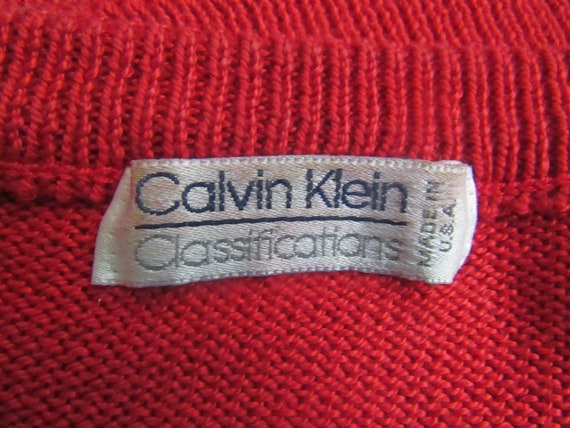 Calvin Klein
Classifications
MADE IN
U.S.A.